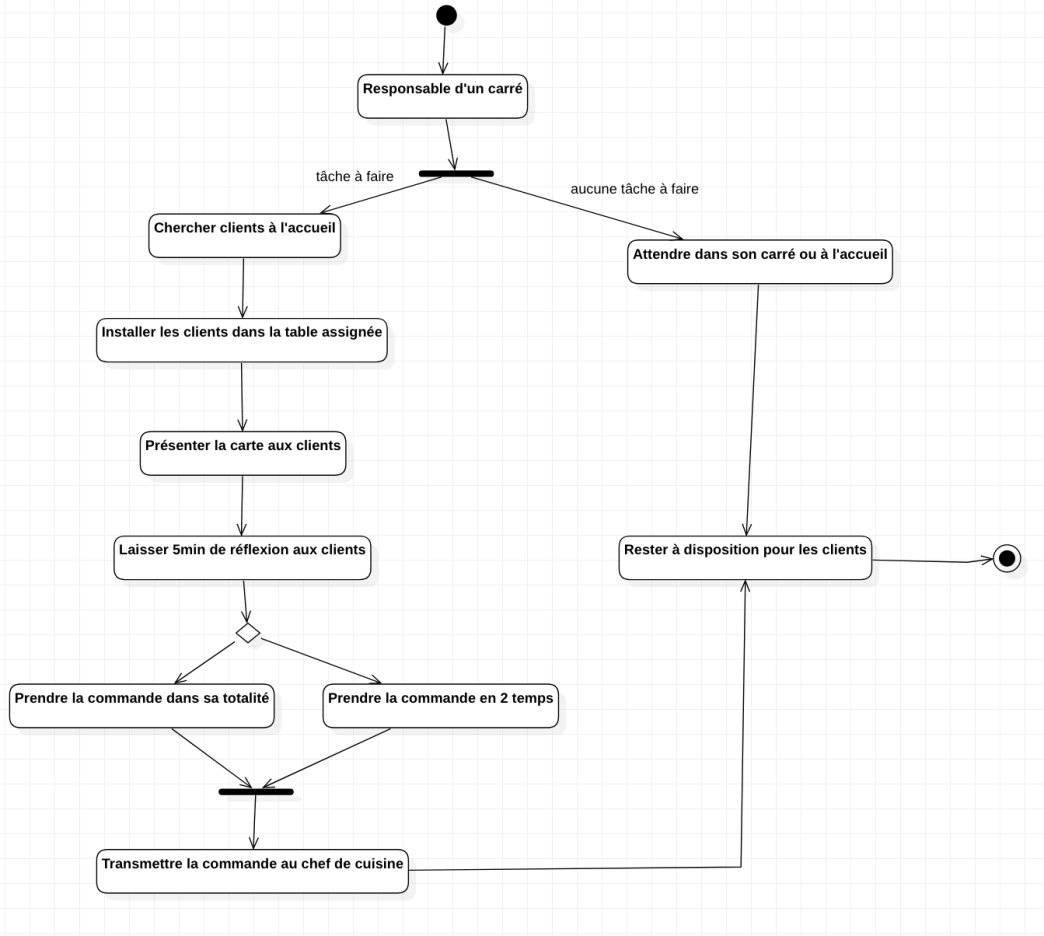 Responsable d'un carré
tâche à faire
aucune tâche à faire
Chercher clients à l'accueil
Attendre dans son carré ou à l'accueil
Installer les clients dans la table assignée
Présenter la carte aux clients
Laisser 5min de réflexion aux clients
Rester à disposition pour les clients
Prendre la commande dans sa totalité
Prendre la commande en 2 temps
Transmettre la commande au chef de cuisine